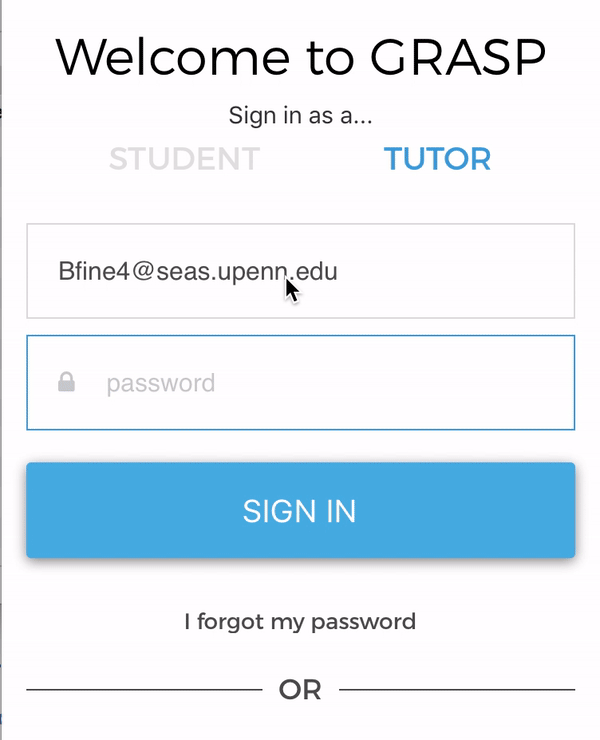 Welcome to GRASP
Sign in as a...
STUDENT TUTOR
Bfine4@seas.upenn.edu
password
SIGN IN
I forgot my password
OR